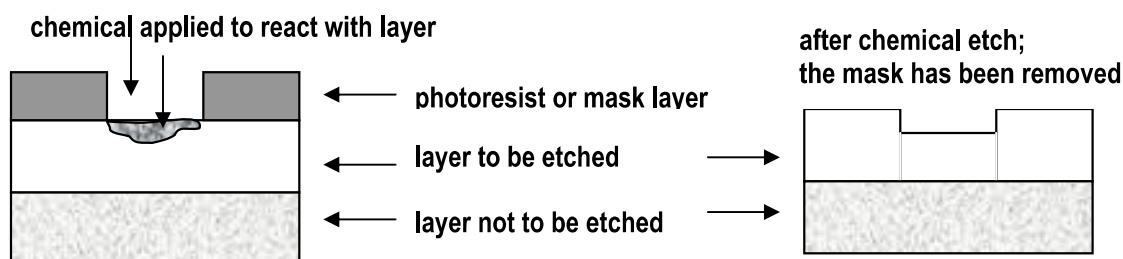 chemical applied to react with layer
after chemical etch;
the mask has been removed
photoresist or mask layer
layer to be etched
layer not to be etched